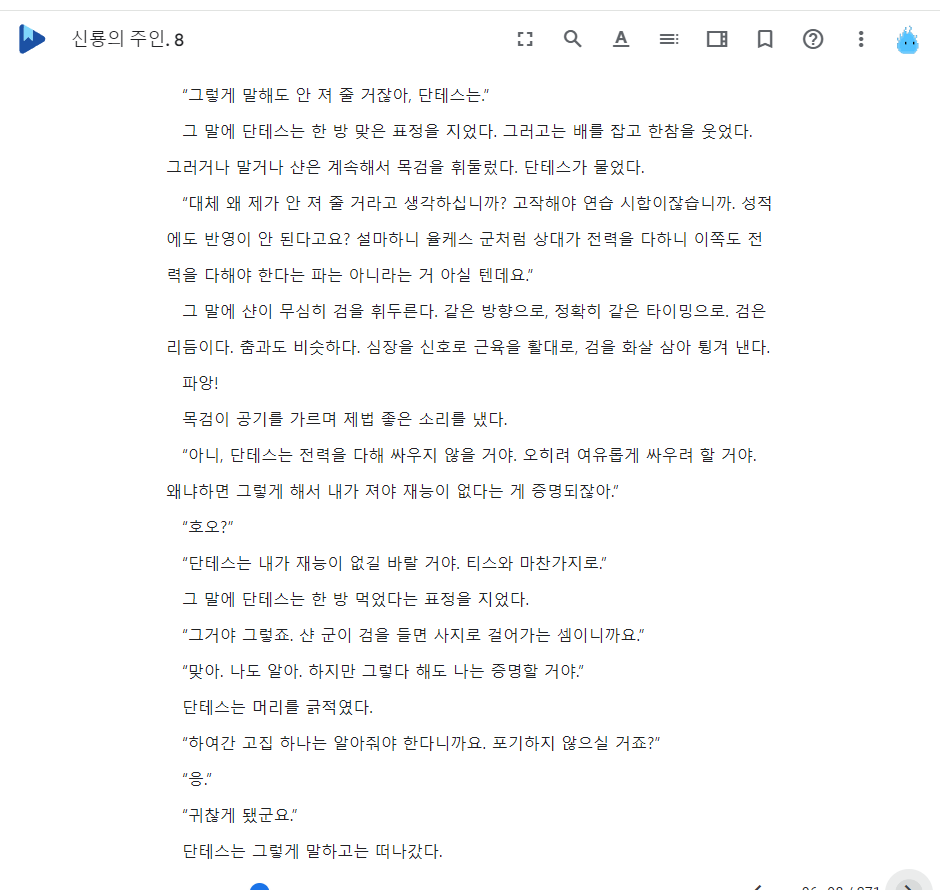 신룡의 주인. 8
“그렇게 말해도 안 져 줄 거잖아, 단테스는.”
그 말에 단테스는 한 방 맞은 표정을 지었다. 그러고는 배를 잡고 한참을 웃었다.
그러거나 말거나 샨은 계속해서 목검을 휘둘렀다. 단테스가 물었다.
“대체 왜 제가 안 져 줄 거라고 생각하십니까? 고작해야 연습 시합이잖습니까. 성적
에도 반영이 안 된다고요? 설마하니 율케스 군처럼 상대가 전력을 다하니 이쪽도 전
력을 다해야 한다는 파는 아니라는 거 아실 텐데요.”
그 말에 샨이 무심히 검을 휘두른다. 같은 방향으로, 정확히 같은 타이밍으로. 검은
리듬이다. 춤과도 비슷하다. 심장을 신호로 근육을 활대로, 검을 화살 삼아 튕겨 낸다.
파앙!
목검이 공기를 가르며 제법 좋은 소리를 냈다.
“아니, 단테스는 전력을 다해 싸우지 않을 거야. 오히려 여유롭게 싸우려 할 거야.
왜냐하면 그렇게 해서 내가 져야 재능이 없다는 게 증명되잖아.”
“호오?”
“단테스는 내가 재능이 없길 바랄 거야. 티스와 마찬가지로.”
그 말에 단테스는 한 방 먹었다는 표정을 지었다.
“그거야 그렇죠. 샨 군이 검을 들면 사지로 걸어가는 셈이니까요.”
“맞아. 나도 알아. 하지만 그렇다 해도 나는 증명할 거야.”
단테스는 머리를 긁적였다.
“하여간 고집 하나는 알아줘야 한다니까요. 포기하지 않으실 거죠?”
“응.”
“귀찮게 됐군요.”
단테스는 그렇게 말하고는 떠나갔다.